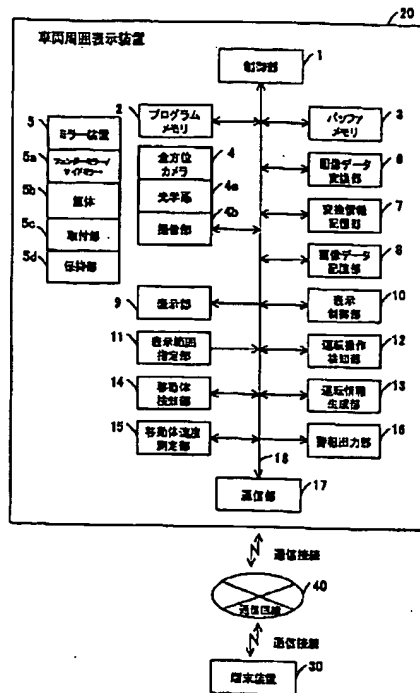 20
車両周囲表示装置
1
制御部
2
プログラム
メモリ
3
バッファ
メモリ
5
ミラー装置
5a
フェンダーミラー/
サイドミラー
5b
筐体
5c
取付部
5d
保持部
4
全方位
カメラ
4a
光学系
4b
撮像部
6
画像データ
変換部
7
変換情報
記憶部
8
画像データ
記憶部
9
表示部
10
表示
制御部
11
表示範囲
指定部
12
運転操作
検知部
14
移動体
検知部
13
運転情報
生成部
15
移動体速度
測定部
16
警報出力部
18
17
通信部
通信接続
40
通信回線
通信接続
30
端末装置